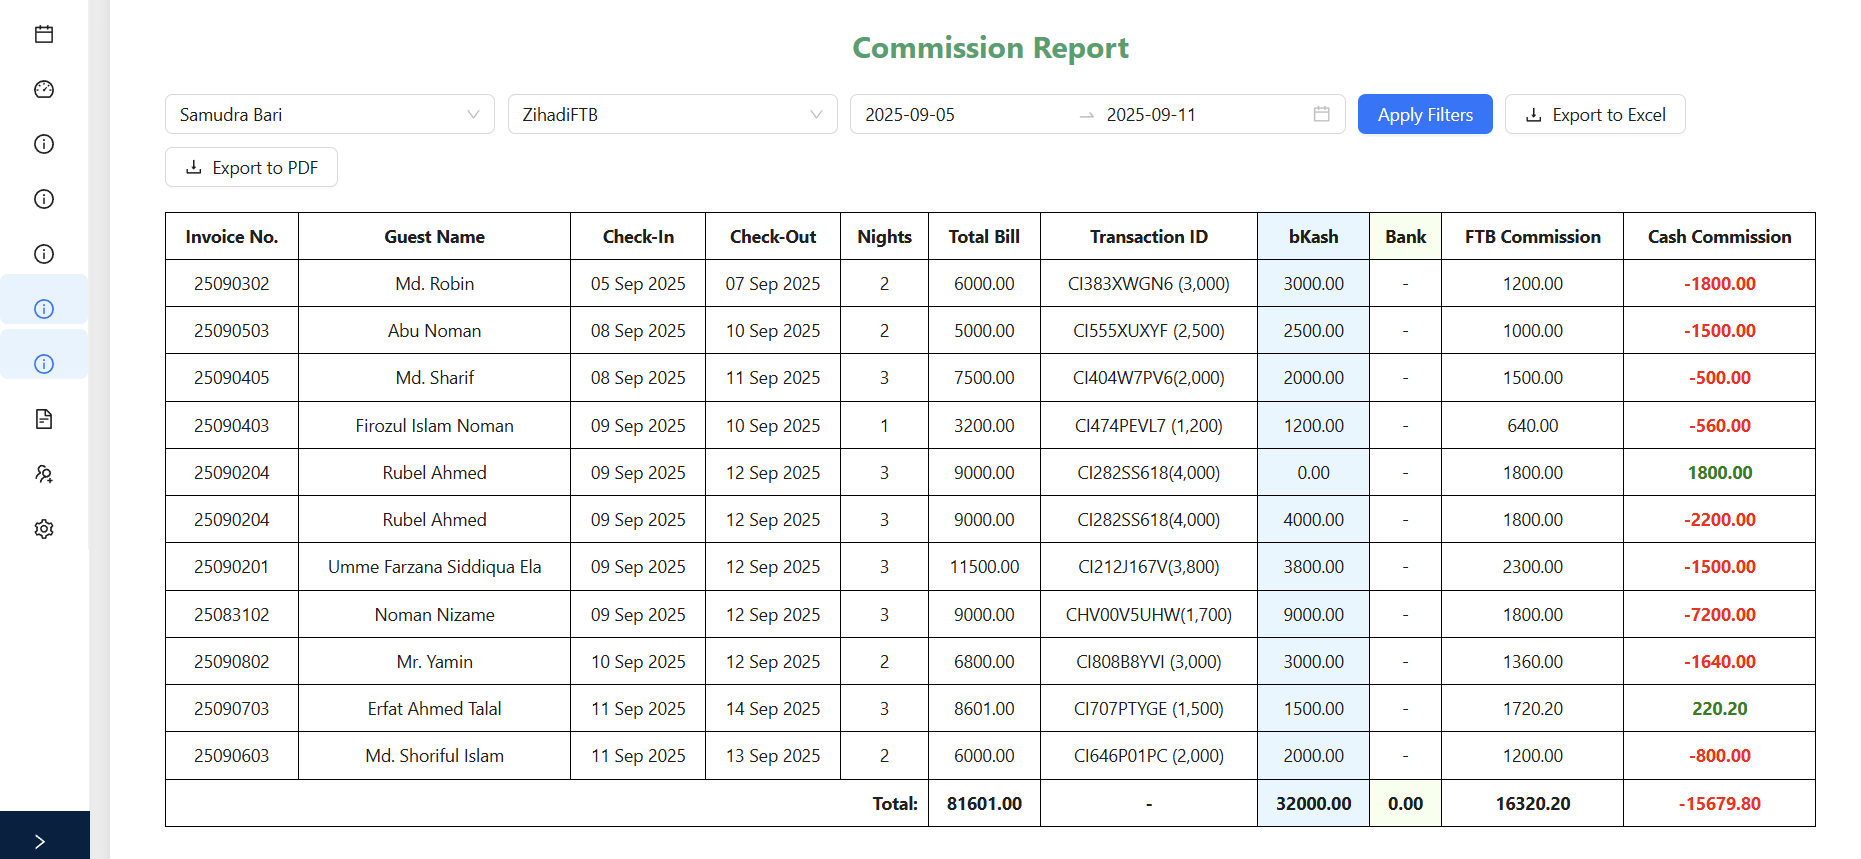 Commission Report
Samudra Bari ZihadiFTB 2025-09-05 → 2025-09-11 Apply Filters Export to Excel
Export to PDF
Invoice No. Guest Name Check-In Check-Out Nights Total Bill Transaction ID bKash Bank FTB Commission Cash Commission
25090302 Md. Robin 05 Sep 2025 07 Sep 2025 2 6000.00 CI383XWGN6 (3,000) 3000.00 - 1200.00 -1800.00
25090503 Abu Noman 08 Sep 2025 10 Sep 2025 2 5000.00 CI555XUXYF (2,500) 2500.00 - 1000.00 -1500.00
25090405 Md. Sharif 08 Sep 2025 11 Sep 2025 3 7500.00 CI404W7PV6(2,000) 2000.00 - 1500.00 -500.00
25090403 Firozul Islam Noman 09 Sep 2025 10 Sep 2025 1 3200.00 CI474PEVL7 (1,200) 1200.00 - 640.00 -560.00
25090204 Rubel Ahmed 09 Sep 2025 12 Sep 2025 3 9000.00 CI282SS618(4,000) 0.00 - 1800.00 1800.00
25090204 Rubel Ahmed 09 Sep 2025 12 Sep 2025 3 9000.00 CI282SS618(4,000) 4000.00 - 1800.00 -2200.00
25090201 Umme Farzana Siddiqua Ela 09 Sep 2025 12 Sep 2025 3 11500.00 CI212J167V(3,800) 3800.00 - 2300.00 -1500.00
25083102 Noman Nizame 09 Sep 2025 12 Sep 2025 3 9000.00 CHV00V5UHW(1,700) 9000.00 - 1800.00 -7200.00
25090802 Mr. Yamin 10 Sep 2025 12 Sep 2025 2 6800.00 CI808B8YVI (3,000) 3000.00 - 1360.00 -1640.00
25090703 Erfat Ahmed Talal 11 Sep 2025 14 Sep 2025 3 8601.00 CI707PTYGE (1,500) 1500.00 - 1720.20 220.20
25090603 Md. Shoriful Islam 11 Sep 2025 13 Sep 2025 2 6000.00 CI646P01PC (2,000) 2000.00 - 1200.00 -800.00
Total: 81601.00 - 32000.00 0.00 16320.20 -15679.80